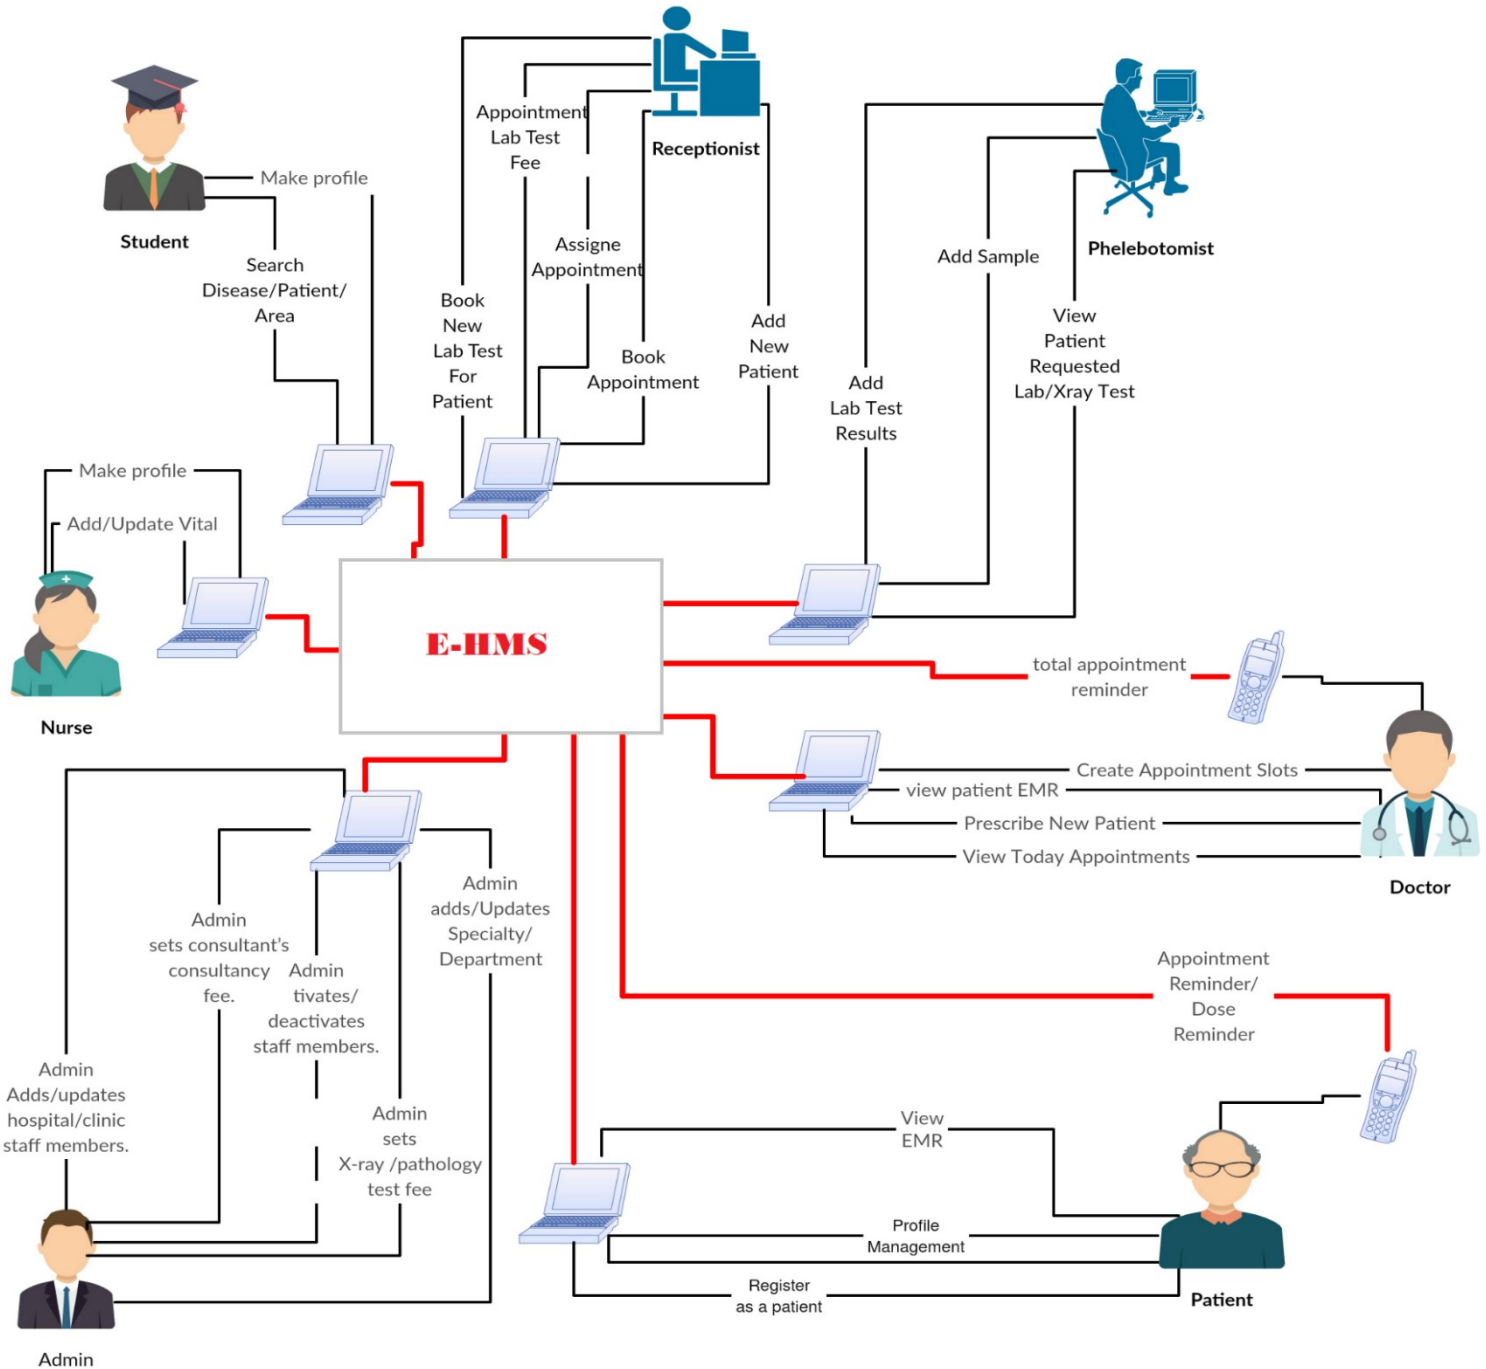 Student
Make profile
Search
Disease/Patient/
Area
Receptionist
Appointment
Lab Test
Fee
Assigne
Appointment
Book
New
Lab Test
For
Patient
Book
Appointment
Add
New
Patient
Phelebotomist
Add Sample
View
Patient
Requested
Lab/Xray Test
Add
Lab Test
Results
Make profile
Add/Update Vital
Nurse
E-HMS
total appointment
reminder
Create Appointment Slots
view patient EMR
Prescribe New Patient
View Today Appointments
Doctor
Admin
adds/Updates
Specialty/
Department
Admin
sets consultant's
consultancy
fee.
Admin
tivates/
deactivates
staff members.
Admin
Adds/updates
hospital/clinic
staff members.
Admin
sets
X-ray /pathology
test fee
Admin
Appointment
Reminder/
Dose
Reminder
View
EMR
Profile
Management
Register
as a patient
Patient